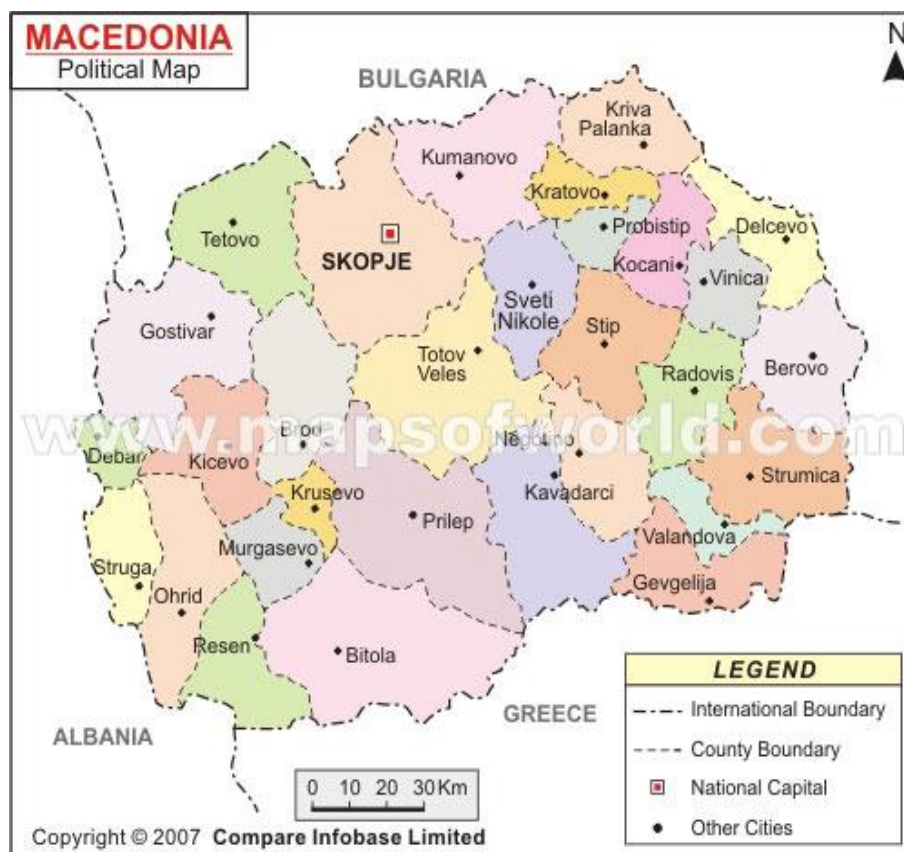 MACEDONIA
Political Map
N
BULGARIA
Kriva
Palanka
Kumanovo
Kratovo
Tetovo
Probistip
Delcevo
SKOPJE
Kocani
Vinica
Sveti
Nikole
Gostivar
Stip
Totov
Veles
Berovo
Radovis
www.mapsofworld.com
Brod
Negotino
Debar
Kicevo
Strumica
Kavadarci
Krusevo
Prilep
Valandova
Murgasevo
Struga
Gevgelija
Ohrid
Resen
Bitola
GREECE
ALBANIA
LEGEND
International Boundary
County Boundary
National Capital
Other Cities
0 10 20 30 Km
Copyright © 2007 Compare Infobase Limited